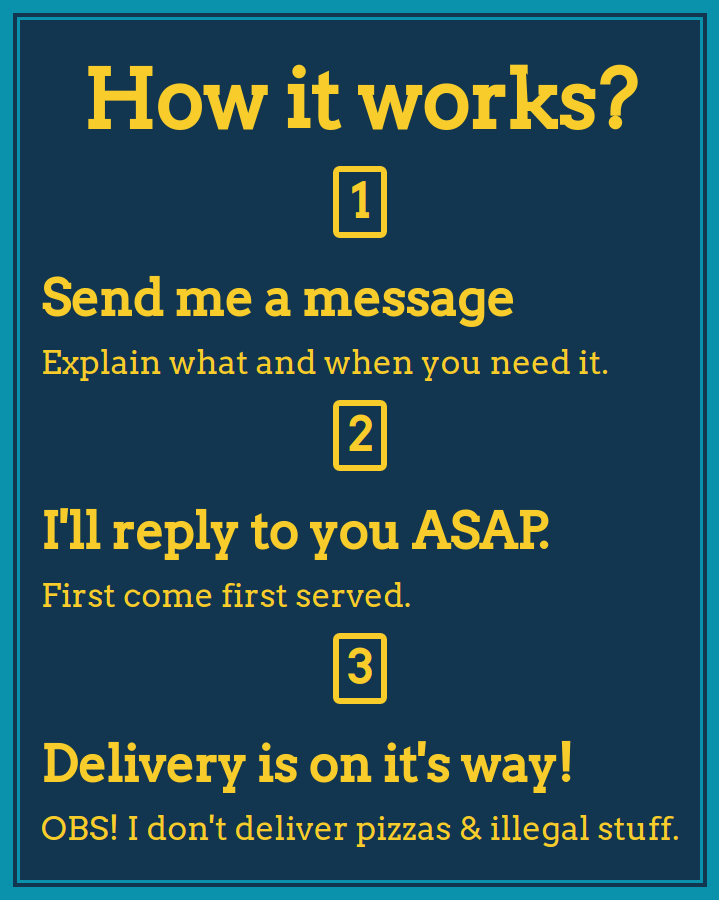 How it works?
1
Send me a message
Explain what and when you need it.
2
I'll reply to you ASAP.
First come first served.
3
Delivery is on it's way!
OBS! I don't deliver pizzas & illegal stuff.